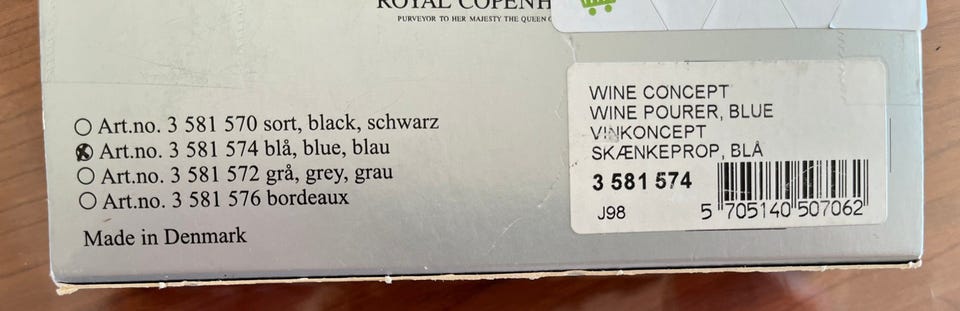 ROYAL COPENH
PURVEYOR TO HER MAJESTY THE QUEEN
Art.no. 3 581 570 sort, black, schwarz
Art.no. 3 581 574 blå, blue, blau
Art.no. 3 581 572 grå, grey, grau
Art.no. 3 581 576 bordeaux
Made in Denmark
WINE CONCEPT
WINE POURER, BLUE
VINKONCEPT
SKÆNKEPROP, BLÅ
3 581 574
J98
5 705140 507062